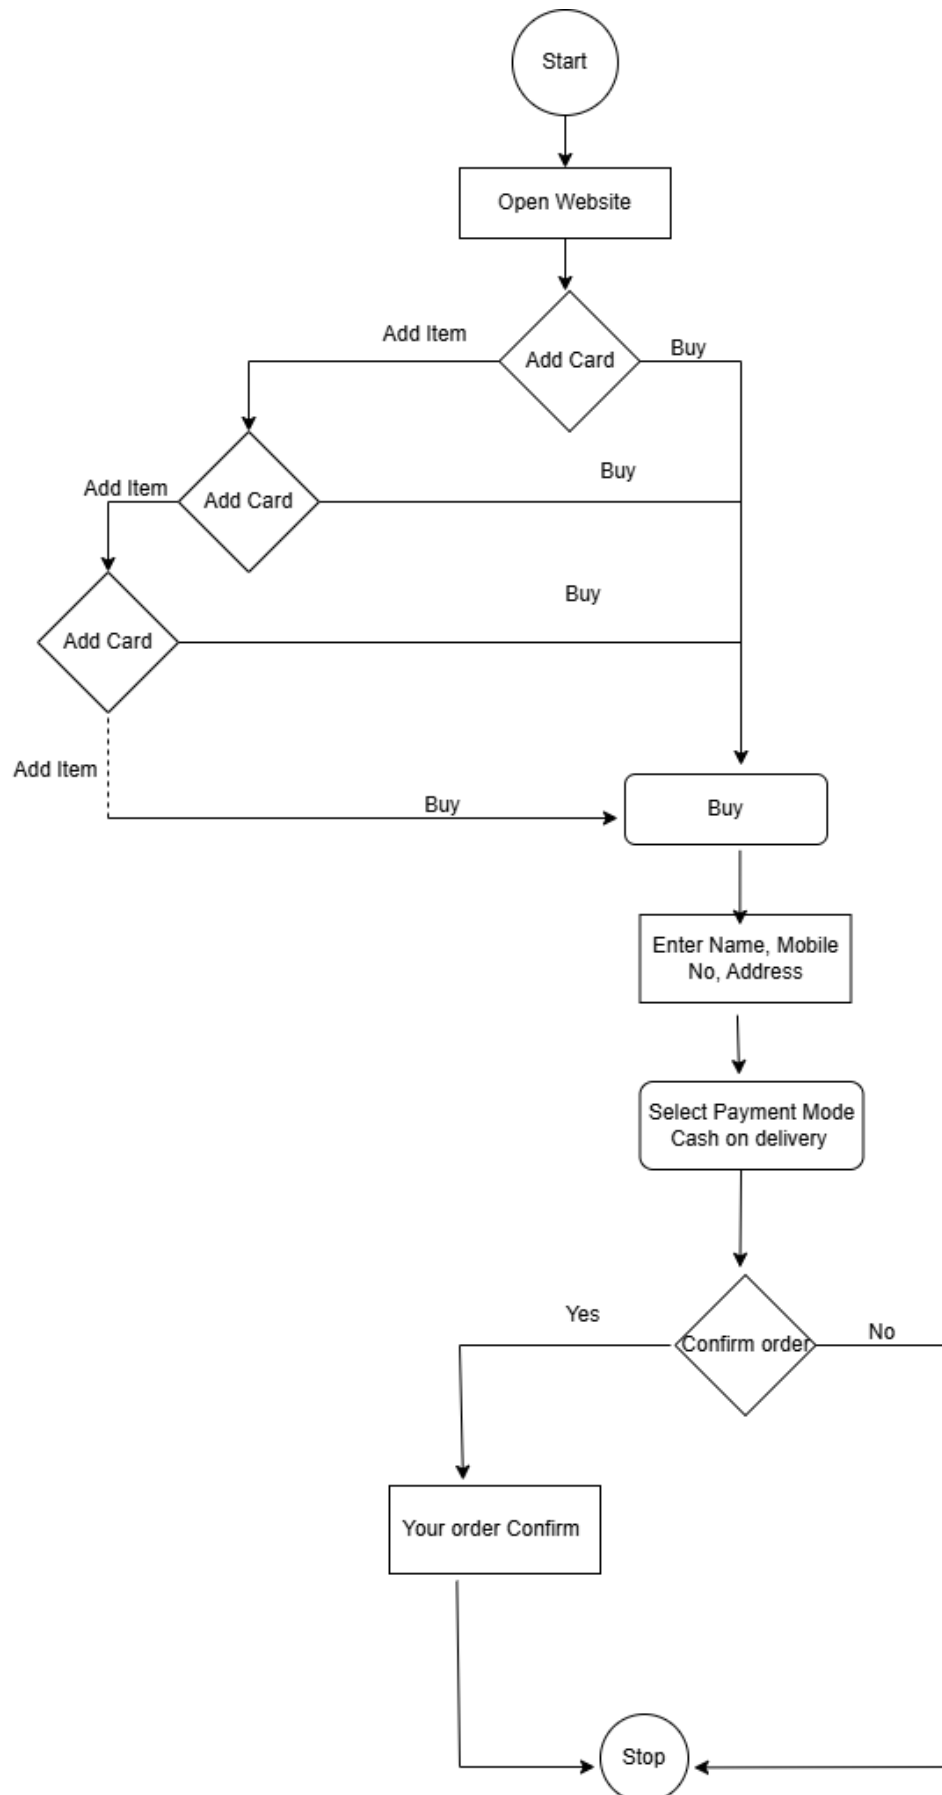 Start
Open Website
Add Item
Add Card
Buy
Buy
Add Item
Add Card
Buy
Add Card
Add Item
Buy
Buy
Enter Name, Mobile
No, Address
Select Payment Mode
Cash on delivery
Yes
Confirm order
No
Your order Confirm
Stop